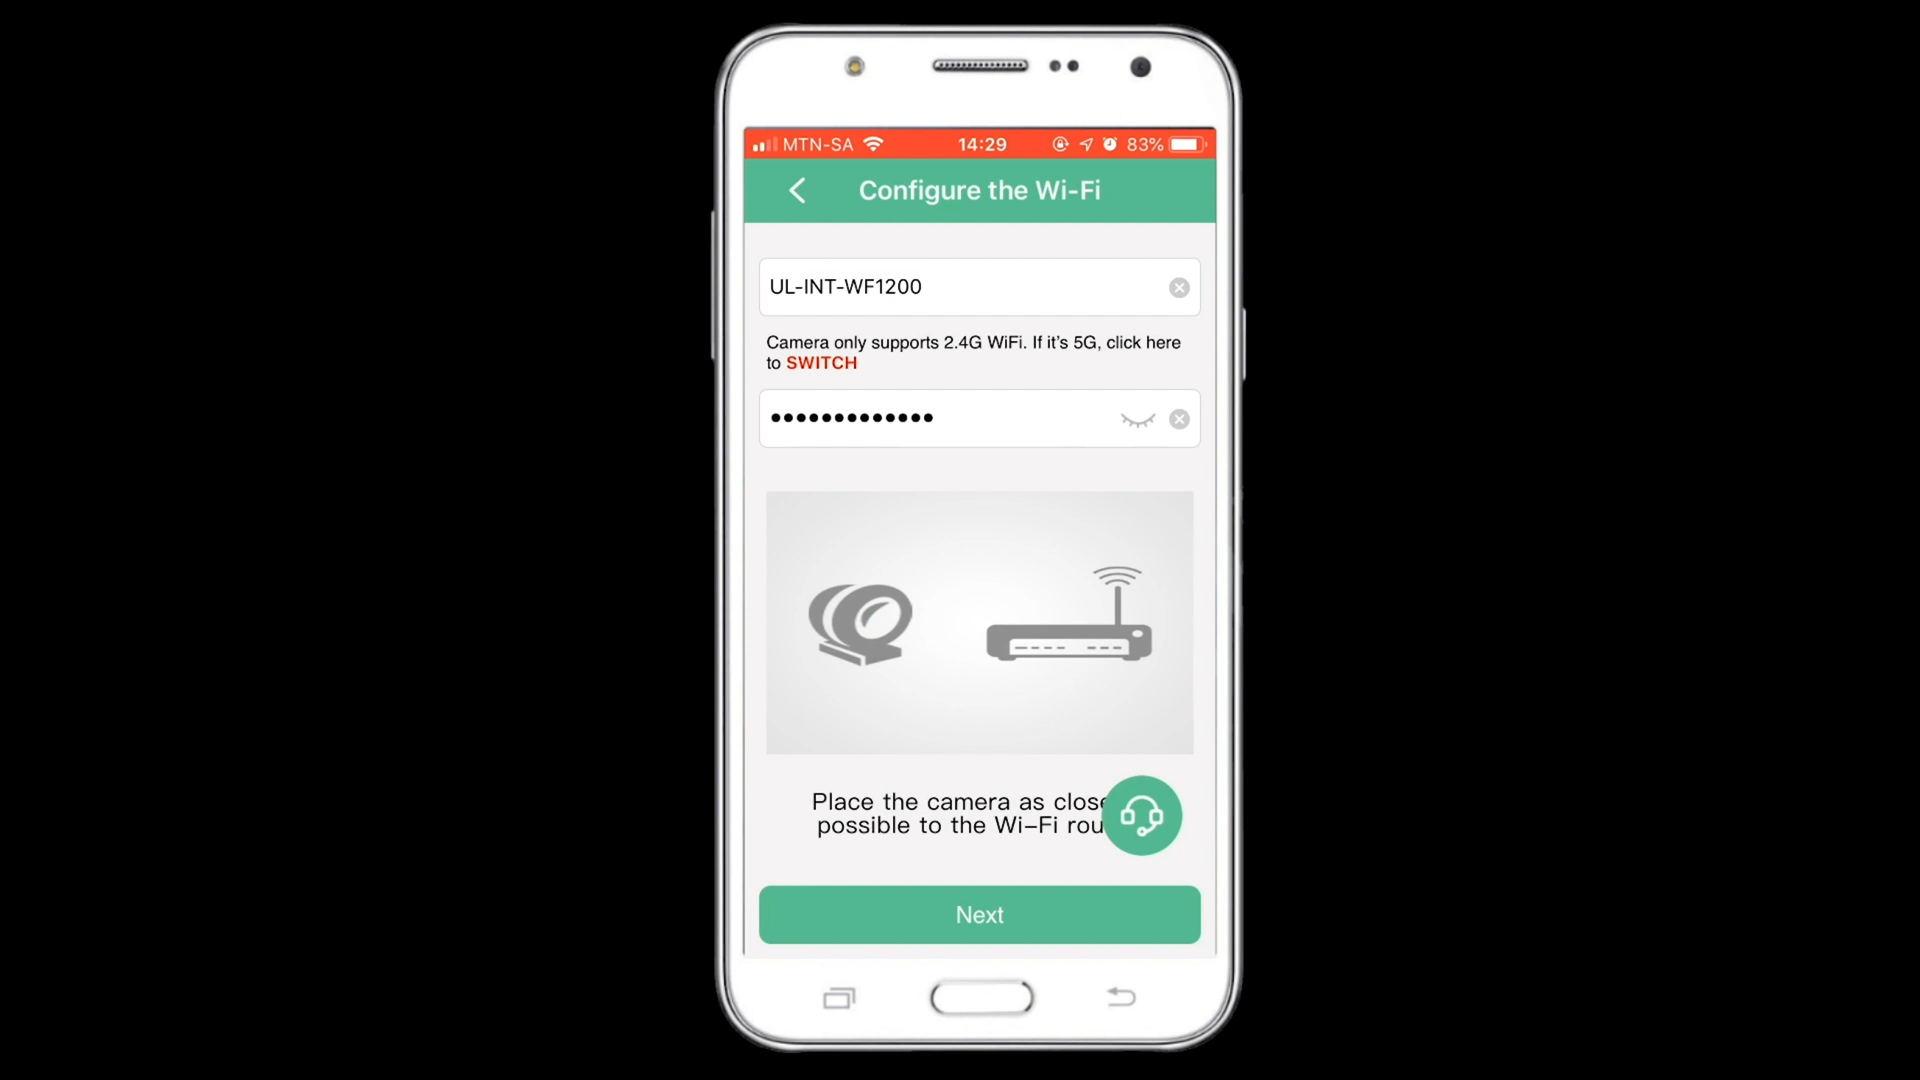 MTN-SA 14:29 83%
Configure the Wi-Fi
UL-INT-WF1200
Camera only supports 2.4G WiFi. If it's 5G, click here
to SWITCH
•••••••••••••
Place the camera as close
possible to the Wi-Fi rou
Next